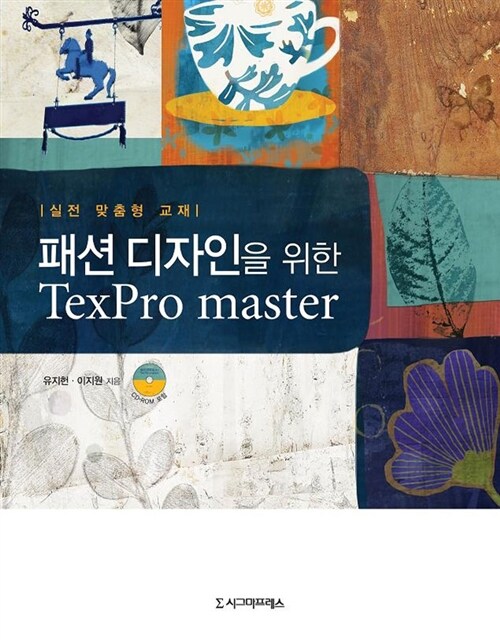 |실전 맞춤형 교재|
패션 디자인을 위한
TexPro master
유지헌·이지원 지음
CD-ROM 포함
Σ 시그마프레스